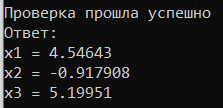 Проверка прошла успешно
Ответ:
x1 = 4.54643
x2 = -0.917908
x3 = 5.19951